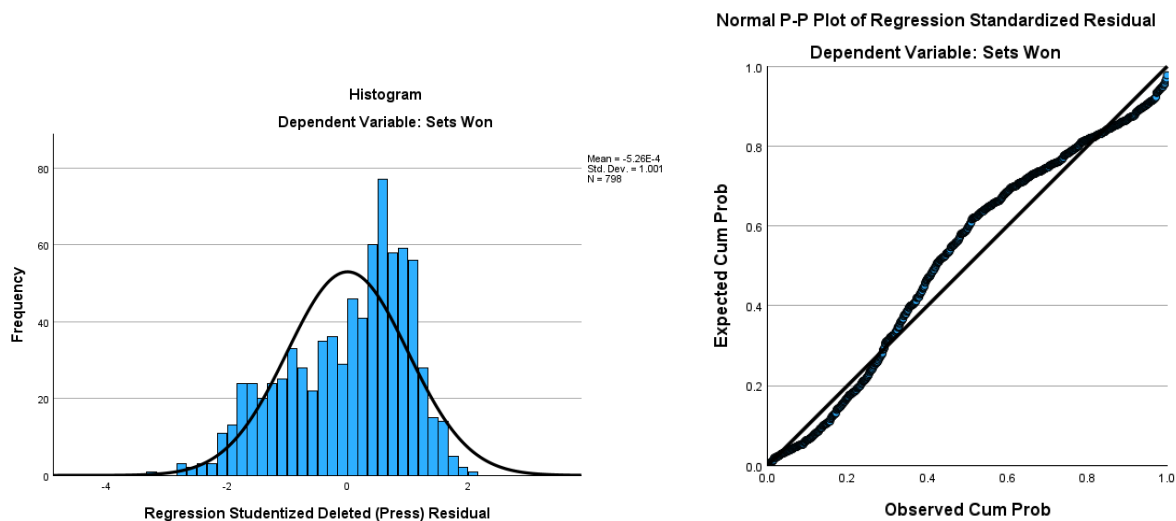 Histogram
Dependent Variable: Sets Won
Mean = -5.26E-4
Std. Dev. = 1.001
N = 798
Frequency
80
60
40
20
0
-4
-2
0
2
Regression Studentized Deleted (Press) Residual
Normal P-P Plot of Regression Standardized Residual
Dependent Variable: Sets Won
Expected Cum Prob
1.0
0.8
0.6
0.4
0.2
0.0
0.0
0.2
0.4
0.6
0.8
1.0
Observed Cum Prob